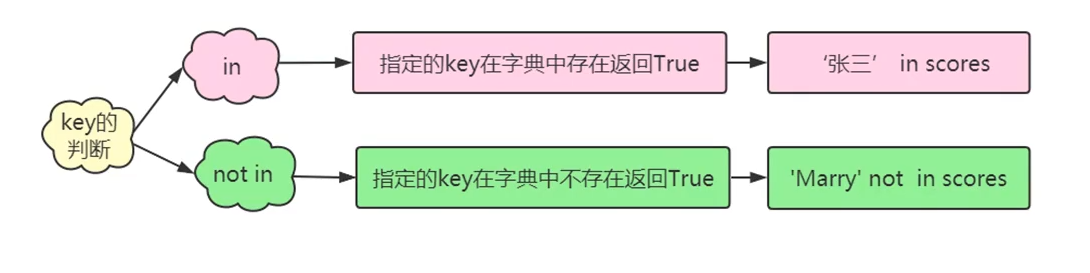 key的
判断
in
指定的key在字典中存在返回True
‘张三’ in scores
not in
指定的key在字典中不存在返回True
'Marry' not  in scores